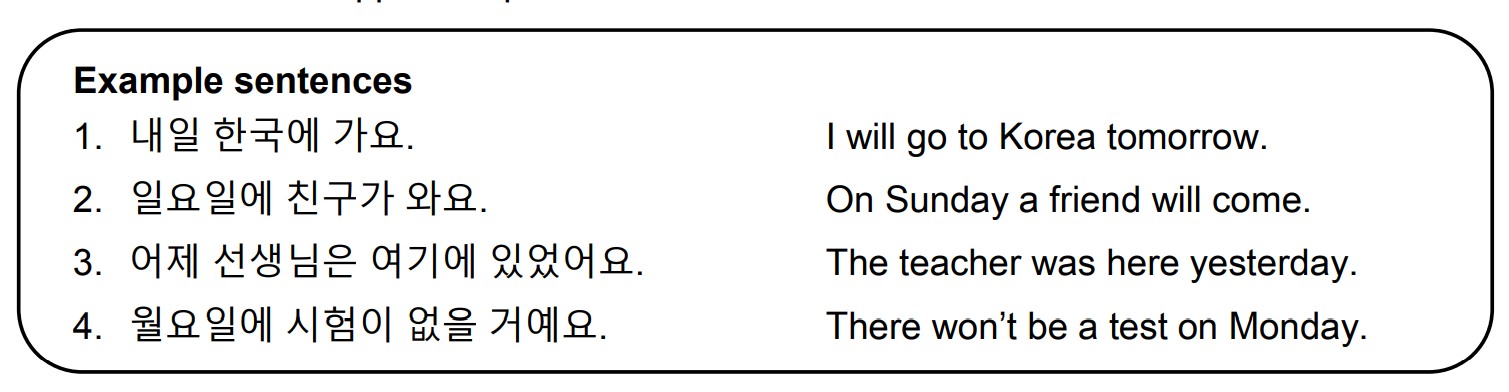 Example sentences
1. 내일 한국에 가요. I will go to Korea tomorrow.
2. 일요일에 친구가 와요. On Sunday a friend will come.
3. 어제 선생님은 여기에 있었어요. The teacher was here yesterday.
4. 월요일에 시험이 없을 거예요. There won't be a test on Monday.